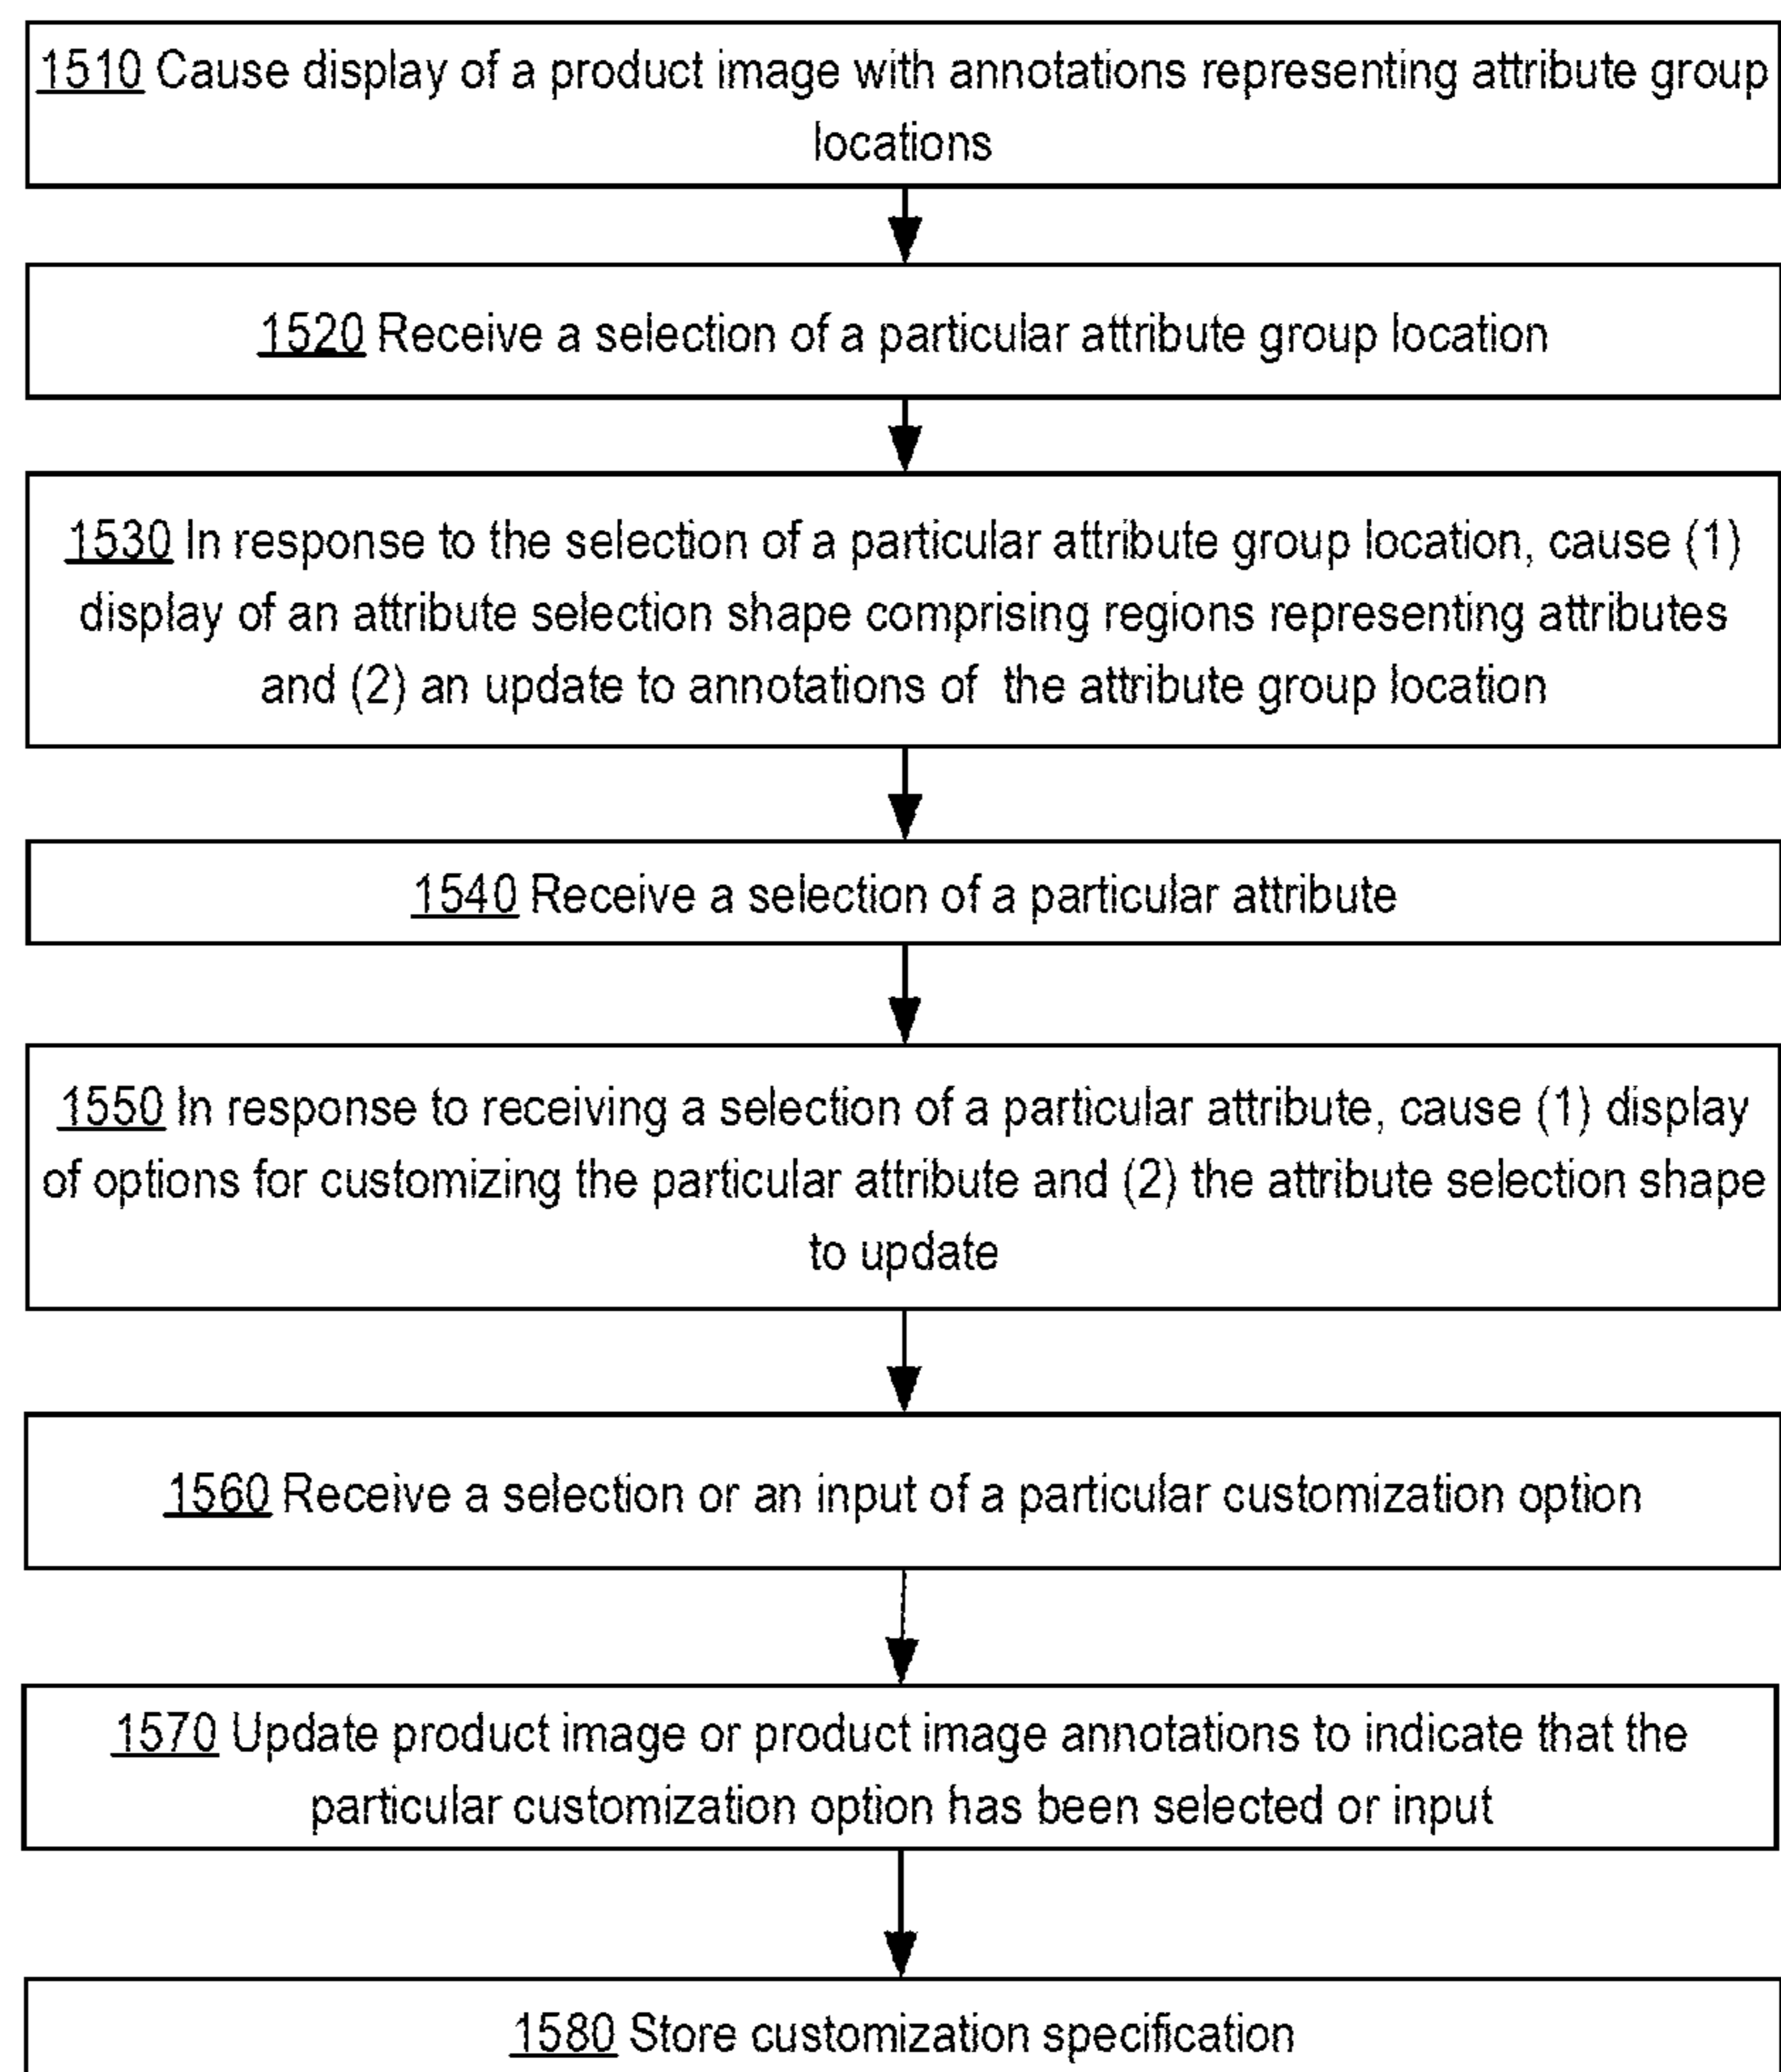 1510 Cause display of a product image with annotations representing attribute group
locations
1520 Receive a selection of a particular attribute group location
1530 In response to the selection of a particular attribute group location, cause (1)
display of an attribute selection shape comprising regions representing attributes
and (2) an update to annotations of the attribute group location
1540 Receive a selection of a particular attribute
1550 In response to receiving a selection of a particular attribute, cause (1) display
of options for customizing the particular attribute and (2) the attribute selection shape
to update
1560 Receive a selection or an input of a particular customization option
1570 Update product image or product image annotations to indicate that the
particular customization option has been selected or input
1580 Store customization specification